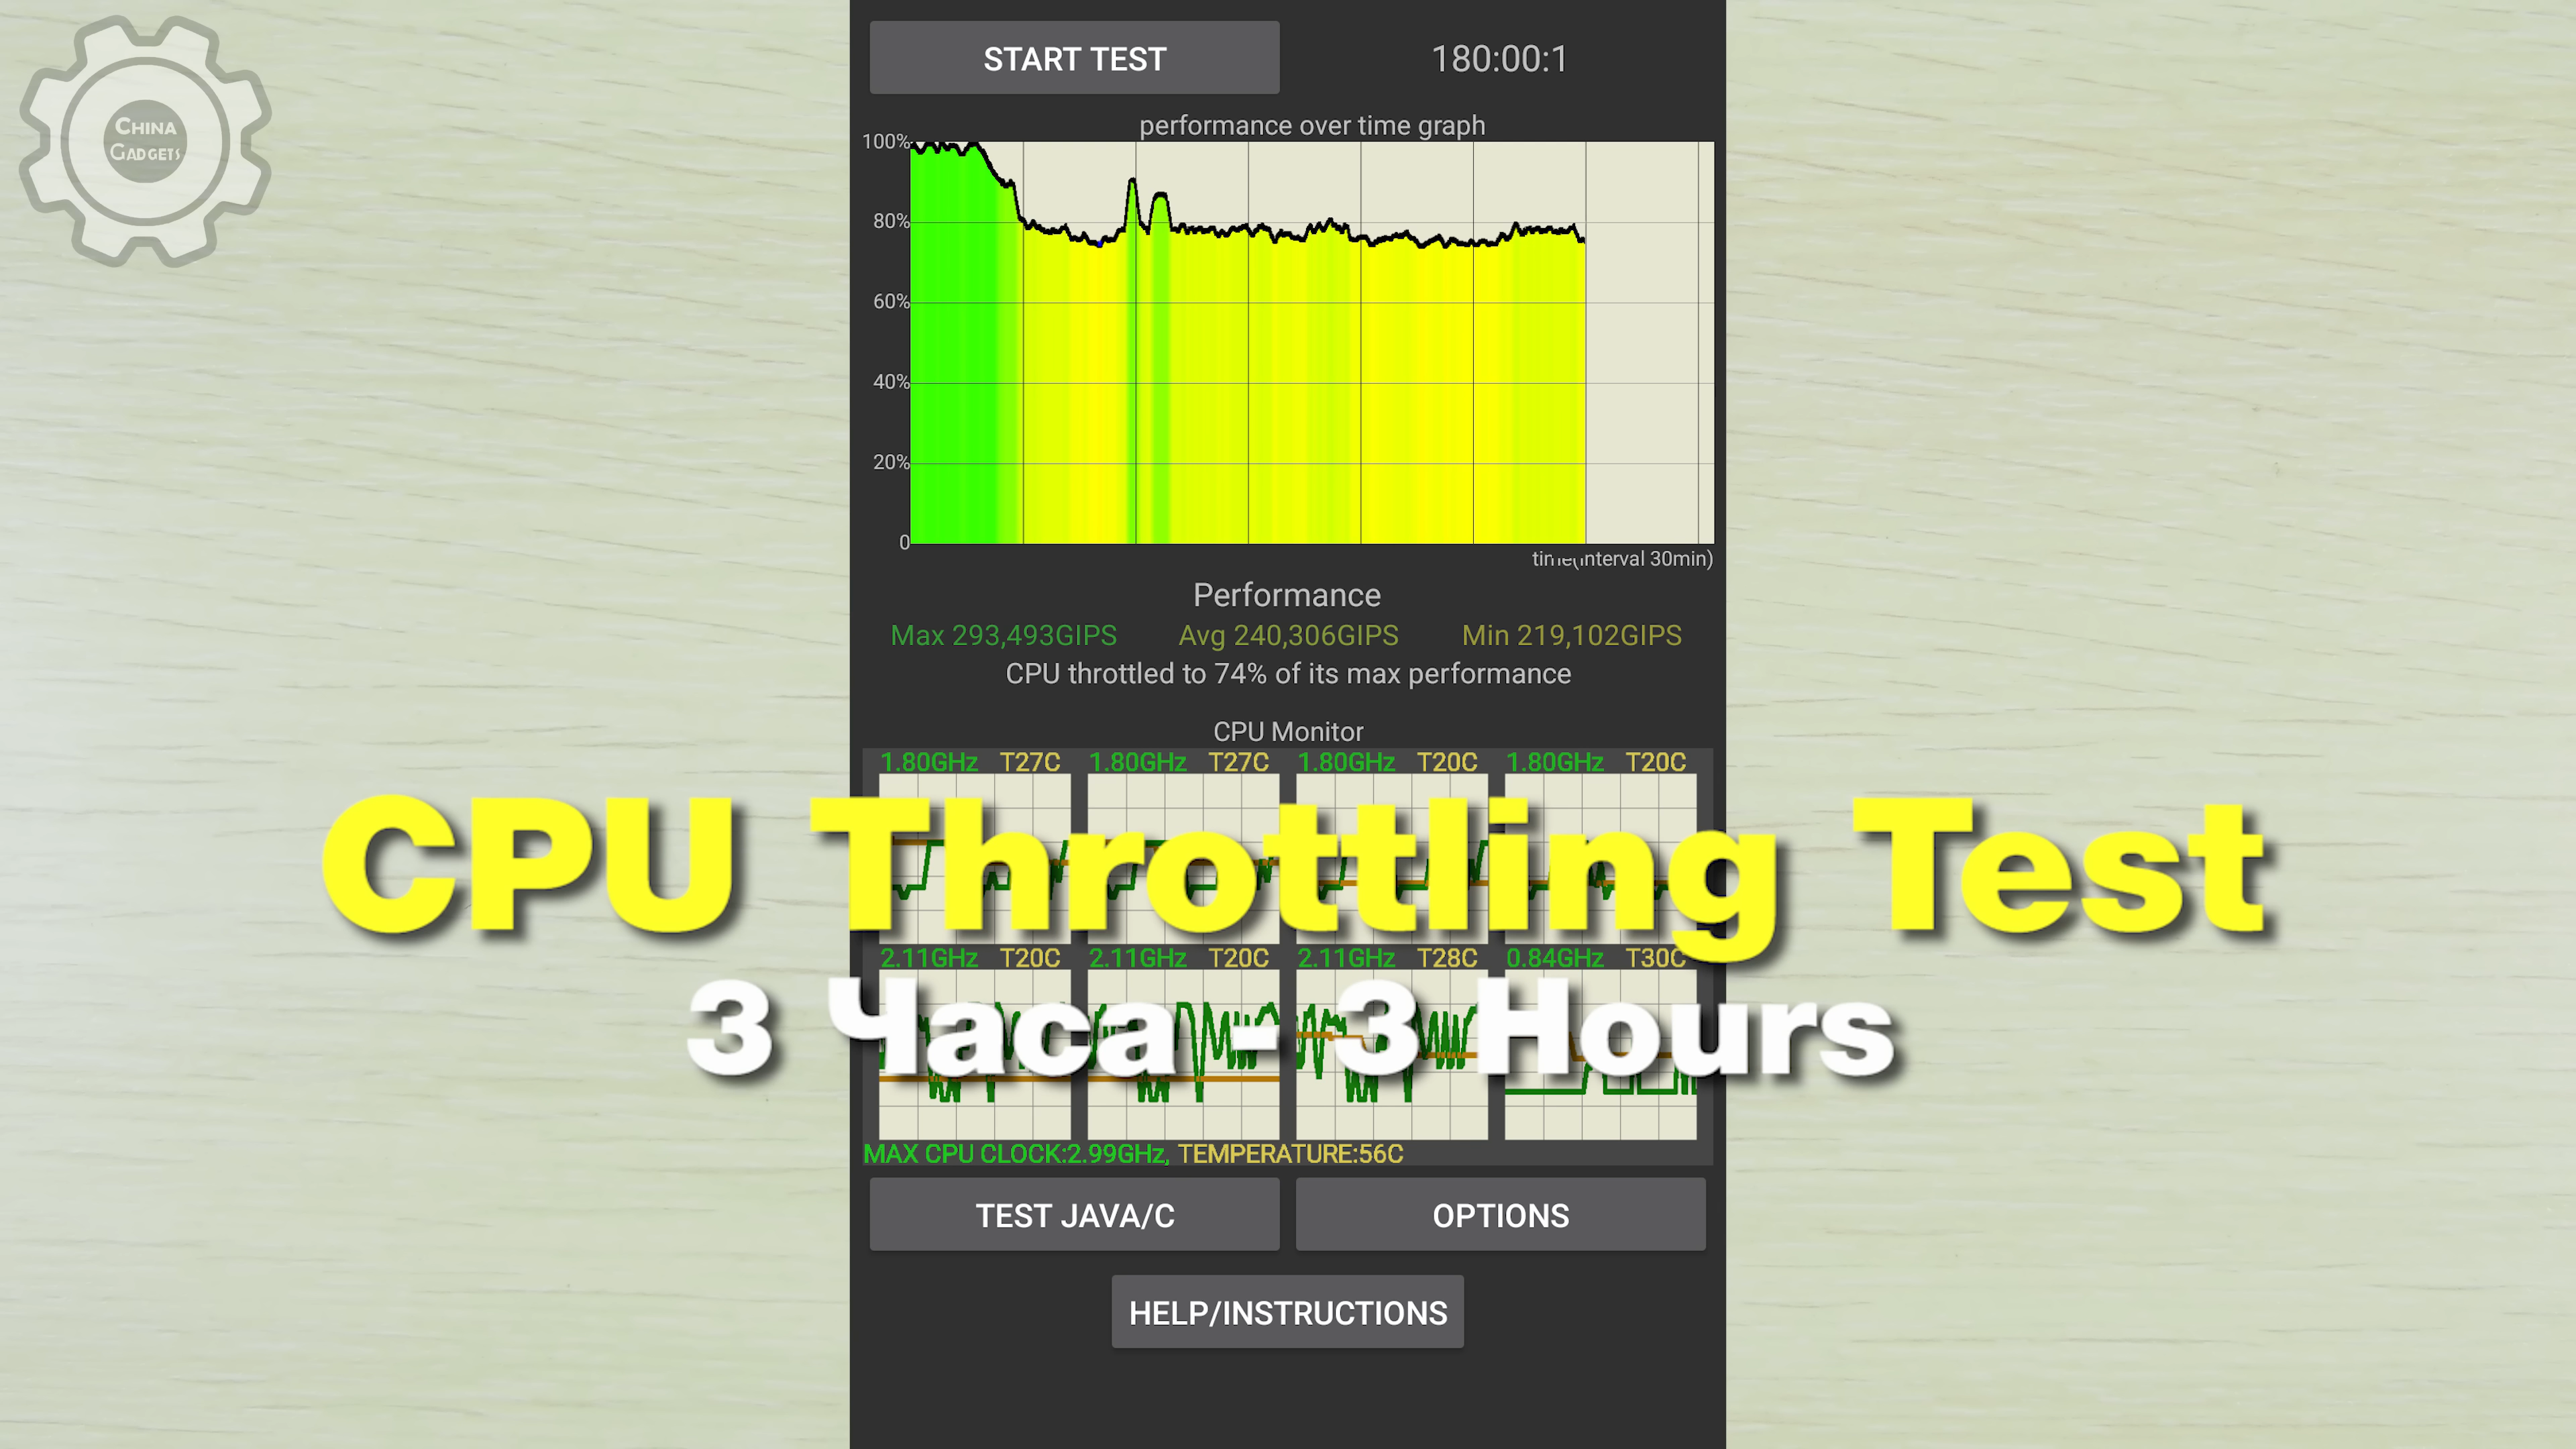 CHINA
GADGETS
START TEST
180:00:1
performance over time graph
100%
80%
60%
40%
20%
0
time(interval 30min)
Performance
Max 293,493GIPS Avg 240,306GIPS Min 219,102GIPS
CPU throttled to 74% of its max performance
CPU Monitor
1.80GHz T27C 1.80GHz T27C 1.80GHz T20C 1.80GHz T20C
CPU Throttling Test
2.11GHz T20C 2.11GHz T20C 2.11GHz T28C 0.84GHz T30C
3 Часа - 3 Hours
MAX CPU CLOCK:2.99GHz, TEMPERATURE:56C
TEST JAVA/C
OPTIONS
HELP/INSTRUCTIONS